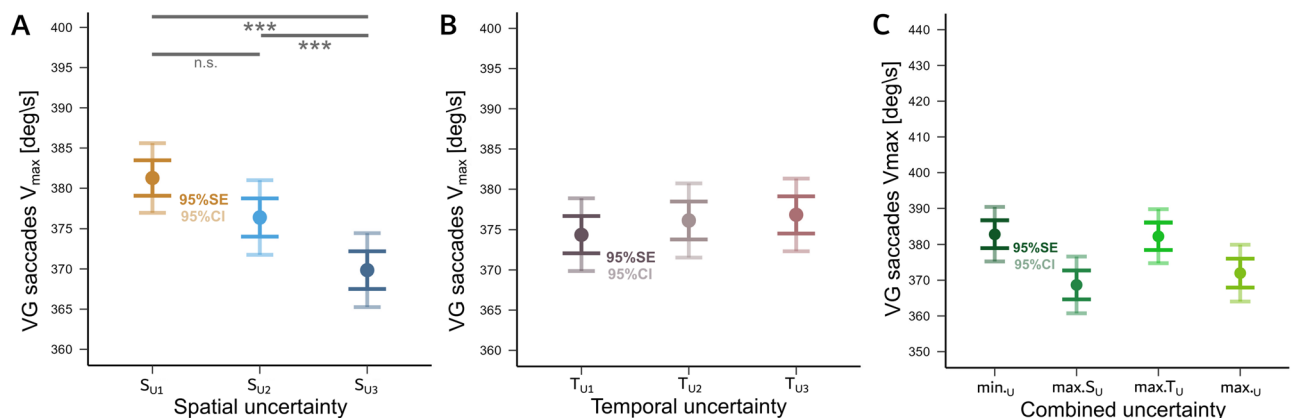 A
VG saccades Vmax [deg\s]
400
395
390
385
380
375
370
365
360
***
***
n.s.
95%SE
95%CI
SU1 SU2 SU3
Spatial uncertainty
B
VG saccades Vmax [deg\s]
400
395
390
385
380
375
370
365
360
95%SE
95%CI
TU1 TU2 TU3
Temporal uncertainty
C
VG saccades Vmax [deg\s]
440
430
420
410
400
390
380
370
360
350
95%SE
95%CI
min.U max.SU max.TU max.U
Combined uncertainty